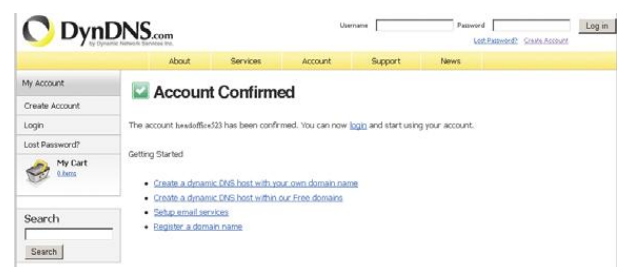 DynDNS.com
by Dynamic Network Services Inc.
Username Password Log in
Lost Password? Create Account
About Services Account Support News
My Account
Create Account
Login
Lost Password?
My Cart
0 items
Search
Search
Account Confirmed
The account headoffice523 has been confirmed. You can now login and start using your account.
Getting Started
Create a dynamic DNS host with your own domain name
Create a dynamic DNS host within our Free domains
Setup email services
Register a domain name